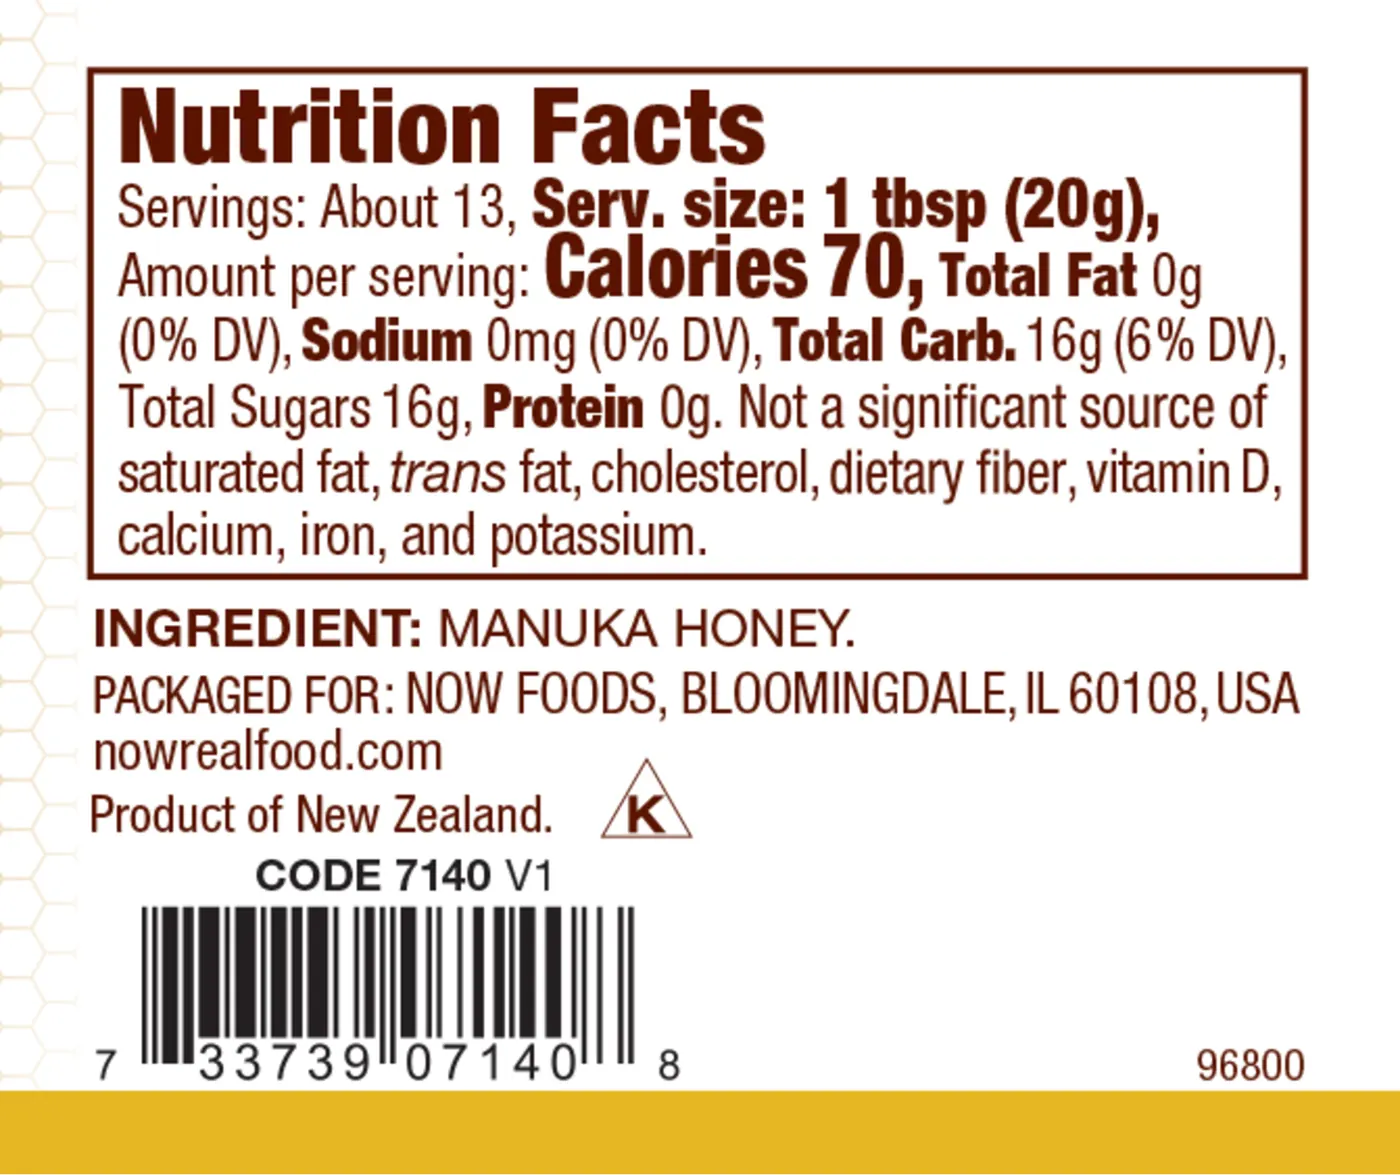 Nutrition Facts
Servings: About 13, Serv. size: 1 tbsp (20g),
Amount per serving: Calories 70, Total Fat 0g
(0% DV), Sodium 0mg (0% DV), Total Carb. 16g (6% DV),
Total Sugars 16g, Protein 0g. Not a significant source of
saturated fat, trans fat, cholesterol, dietary fiber, vitamin D,
calcium, iron, and potassium.
INGREDIENT: MANUKA HONEY.
PACKAGED FOR: NOW FOODS, BLOOMINGDALE, IL 60108, USA
nowrealfood.com
Product of New Zealand. K
CODE 7140 V1
7 33739 07140 8
96800